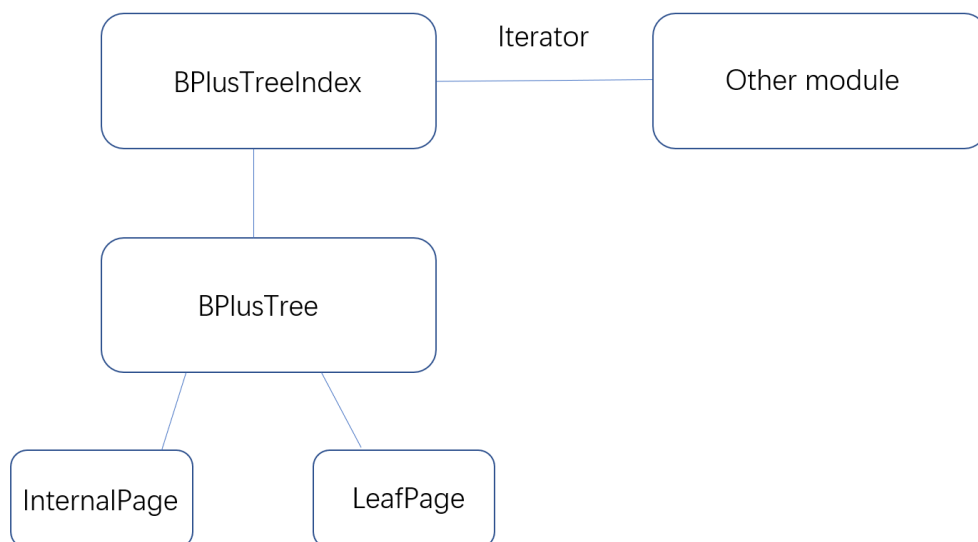 Iterator
BPlusTreeIndex
Other module
BPlusTree
InternalPage
LeafPage